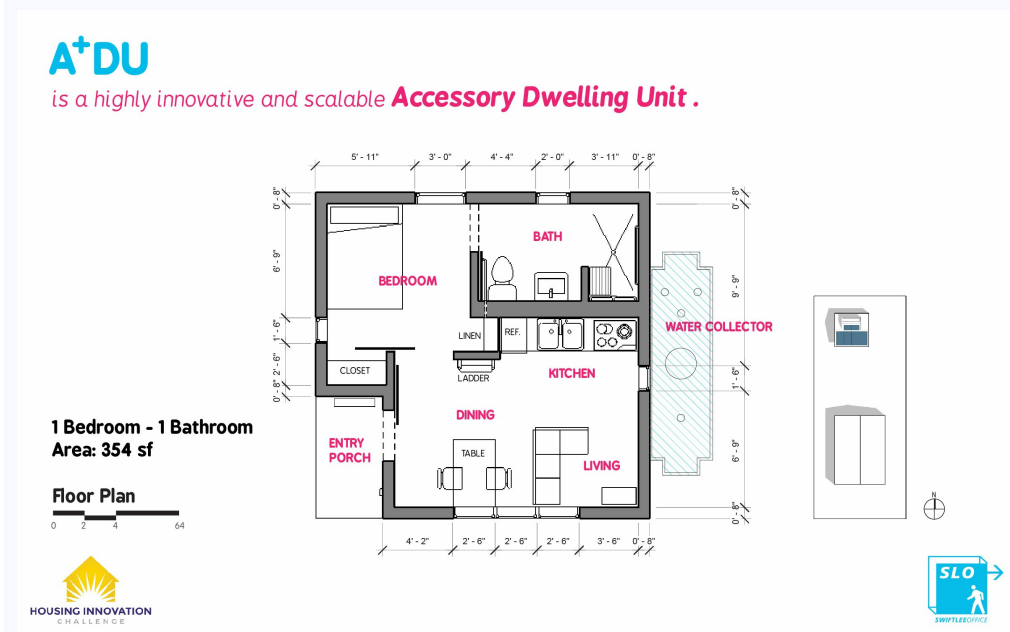 A⁺DU
is a highly innovative and scalable Accessory Dwelling Unit .
5' - 11" 3' - 0" 4' - 4" 2' - 0" 3' - 11" 0' - 8"
0' - 8"
6' - 9"
1' - 6"
2' - 6"
0' - 8"
0' - 8"
9' - 9"
1' - 6"
6' - 9"
0' - 8"
BATH
BEDROOM
WATER COLLECTOR
LINEN
REF.
CLOSET
LADDER
KITCHEN
DINING
ENTRY
PORCH
TABLE
LIVING
4' - 2" 2' - 6" 2' - 6" 2' - 6" 3' - 6" 0' - 8"
1 Bedroom - 1 Bathroom
Area: 354 sf
Floor Plan
0 2 4 64
N
HOUSING INNOVATION
CHALLENGE
SLO
SWIFTLEEOFFICE